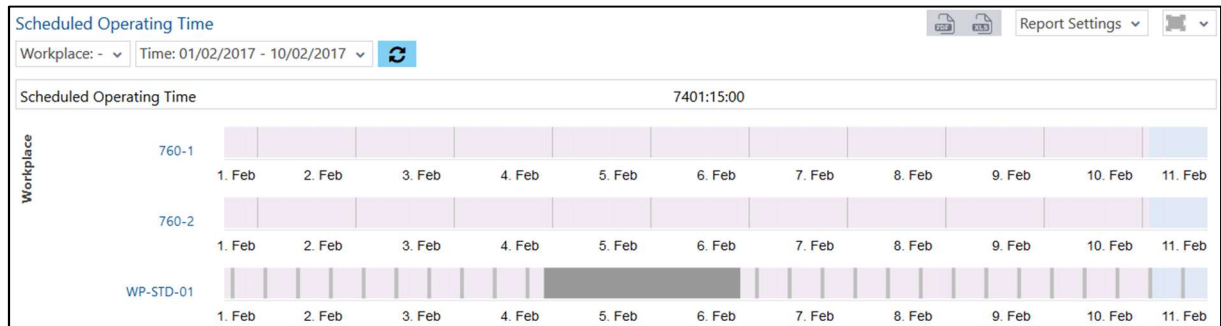 Scheduled Operating Time
PDF XLS Report Settings
Workplace: - Time: 01/02/2017 - 10/02/2017
Scheduled Operating Time 7401:15:00
Workplace
760-1
1. Feb 2. Feb 3. Feb 4. Feb 5. Feb 6. Feb 7. Feb 8. Feb 9. Feb 10. Feb 11. Feb
760-2
1. Feb 2. Feb 3. Feb 4. Feb 5. Feb 6. Feb 7. Feb 8. Feb 9. Feb 10. Feb 11. Feb
WP-STD-01
1. Feb 2. Feb 3. Feb 4. Feb 5. Feb 6. Feb 7. Feb 8. Feb 9. Feb 10. Feb 11. Feb